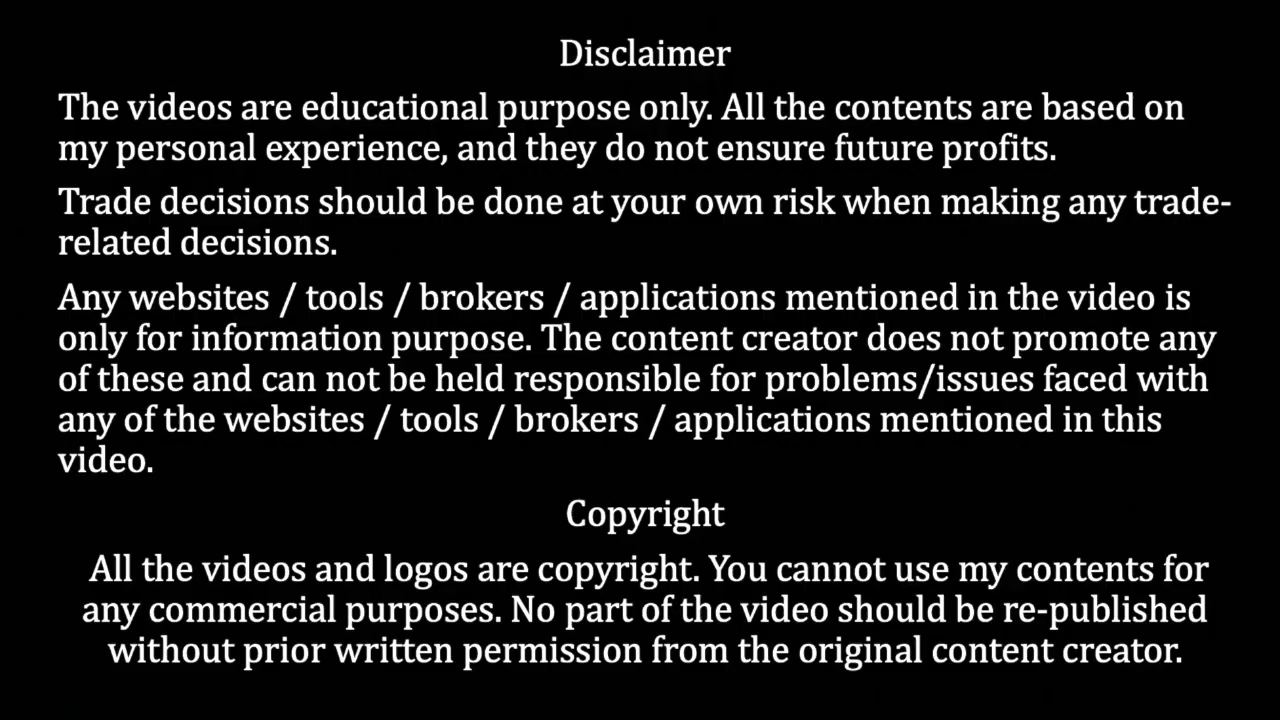 Disclaimer
The videos are educational purpose only. All the contents are based on
my personal experience, and they do not ensure future profits.
Trade decisions should be done at your own risk when making any trade-
related decisions.
Any websites / tools / brokers / applications mentioned in the video is
only for information purpose. The content creator does not promote any
of these and can not be held responsible for problems/issues faced with
any of the websites / tools / brokers / applications mentioned in this
video.
Copyright
All the videos and logos are copyright. You cannot use my contents for
any commercial purposes. No part of the video should be re-published
without prior written permission from the original content creator.